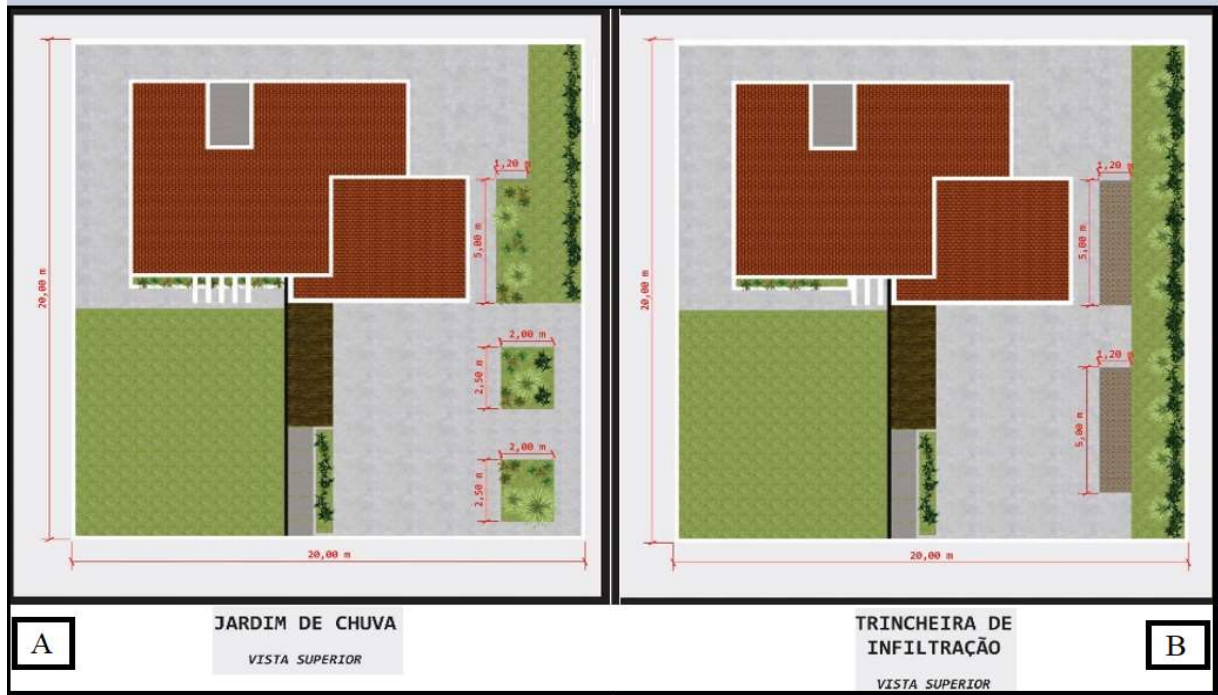 1,20 m
5,00 m
20,00 m
2,00 m
2,50 m
2,00 m
2,50 m
20,00 m
A
JARDIM DE CHUVA
VISTA SUPERIOR
1,20 m
5,00 m
20,00 m
1,20 m
5,00 m
20,00 m
TRINCHEIRA DE
INFILTRAÇÃO
VISTA SUPERIOR
B